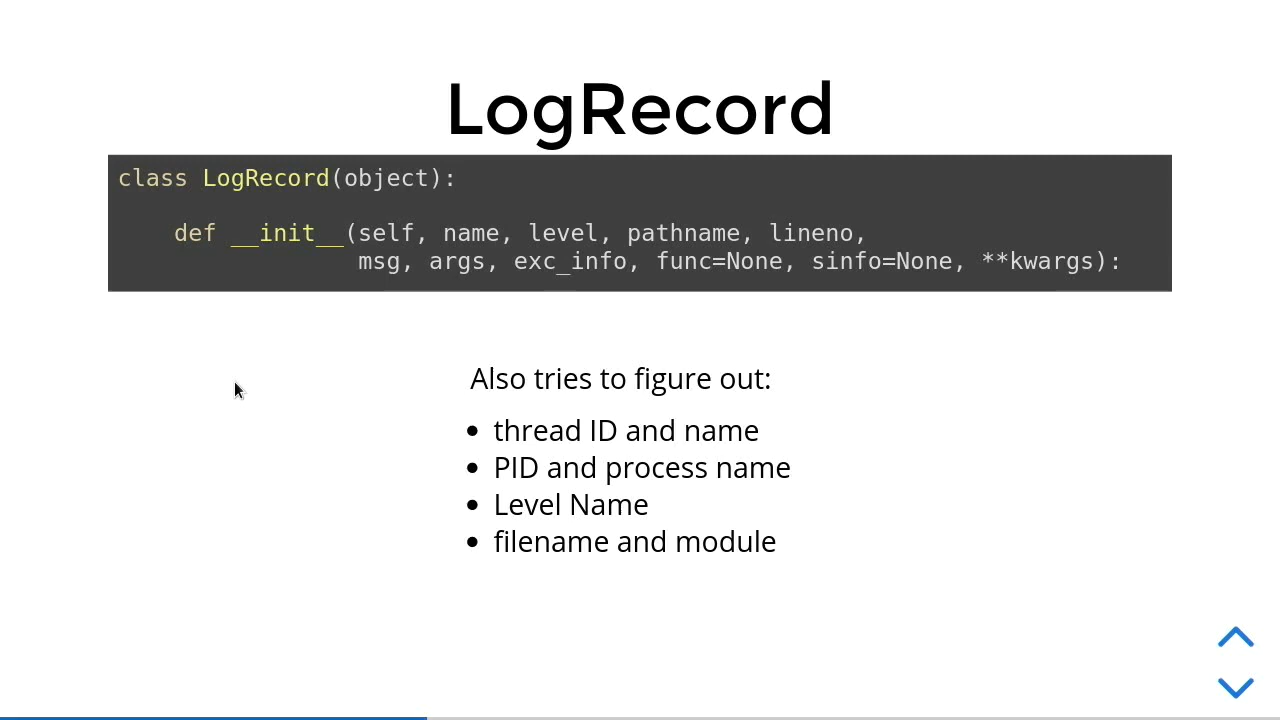 LogRecord
class LogRecord(object):
def __init__(self, name, level, pathname, lineno,
msg, args, exc_info, func=None, sinfo=None, **kwargs):
Also tries to figure out:
• thread ID and name
• PID and process name
• Level Name
• filename and module